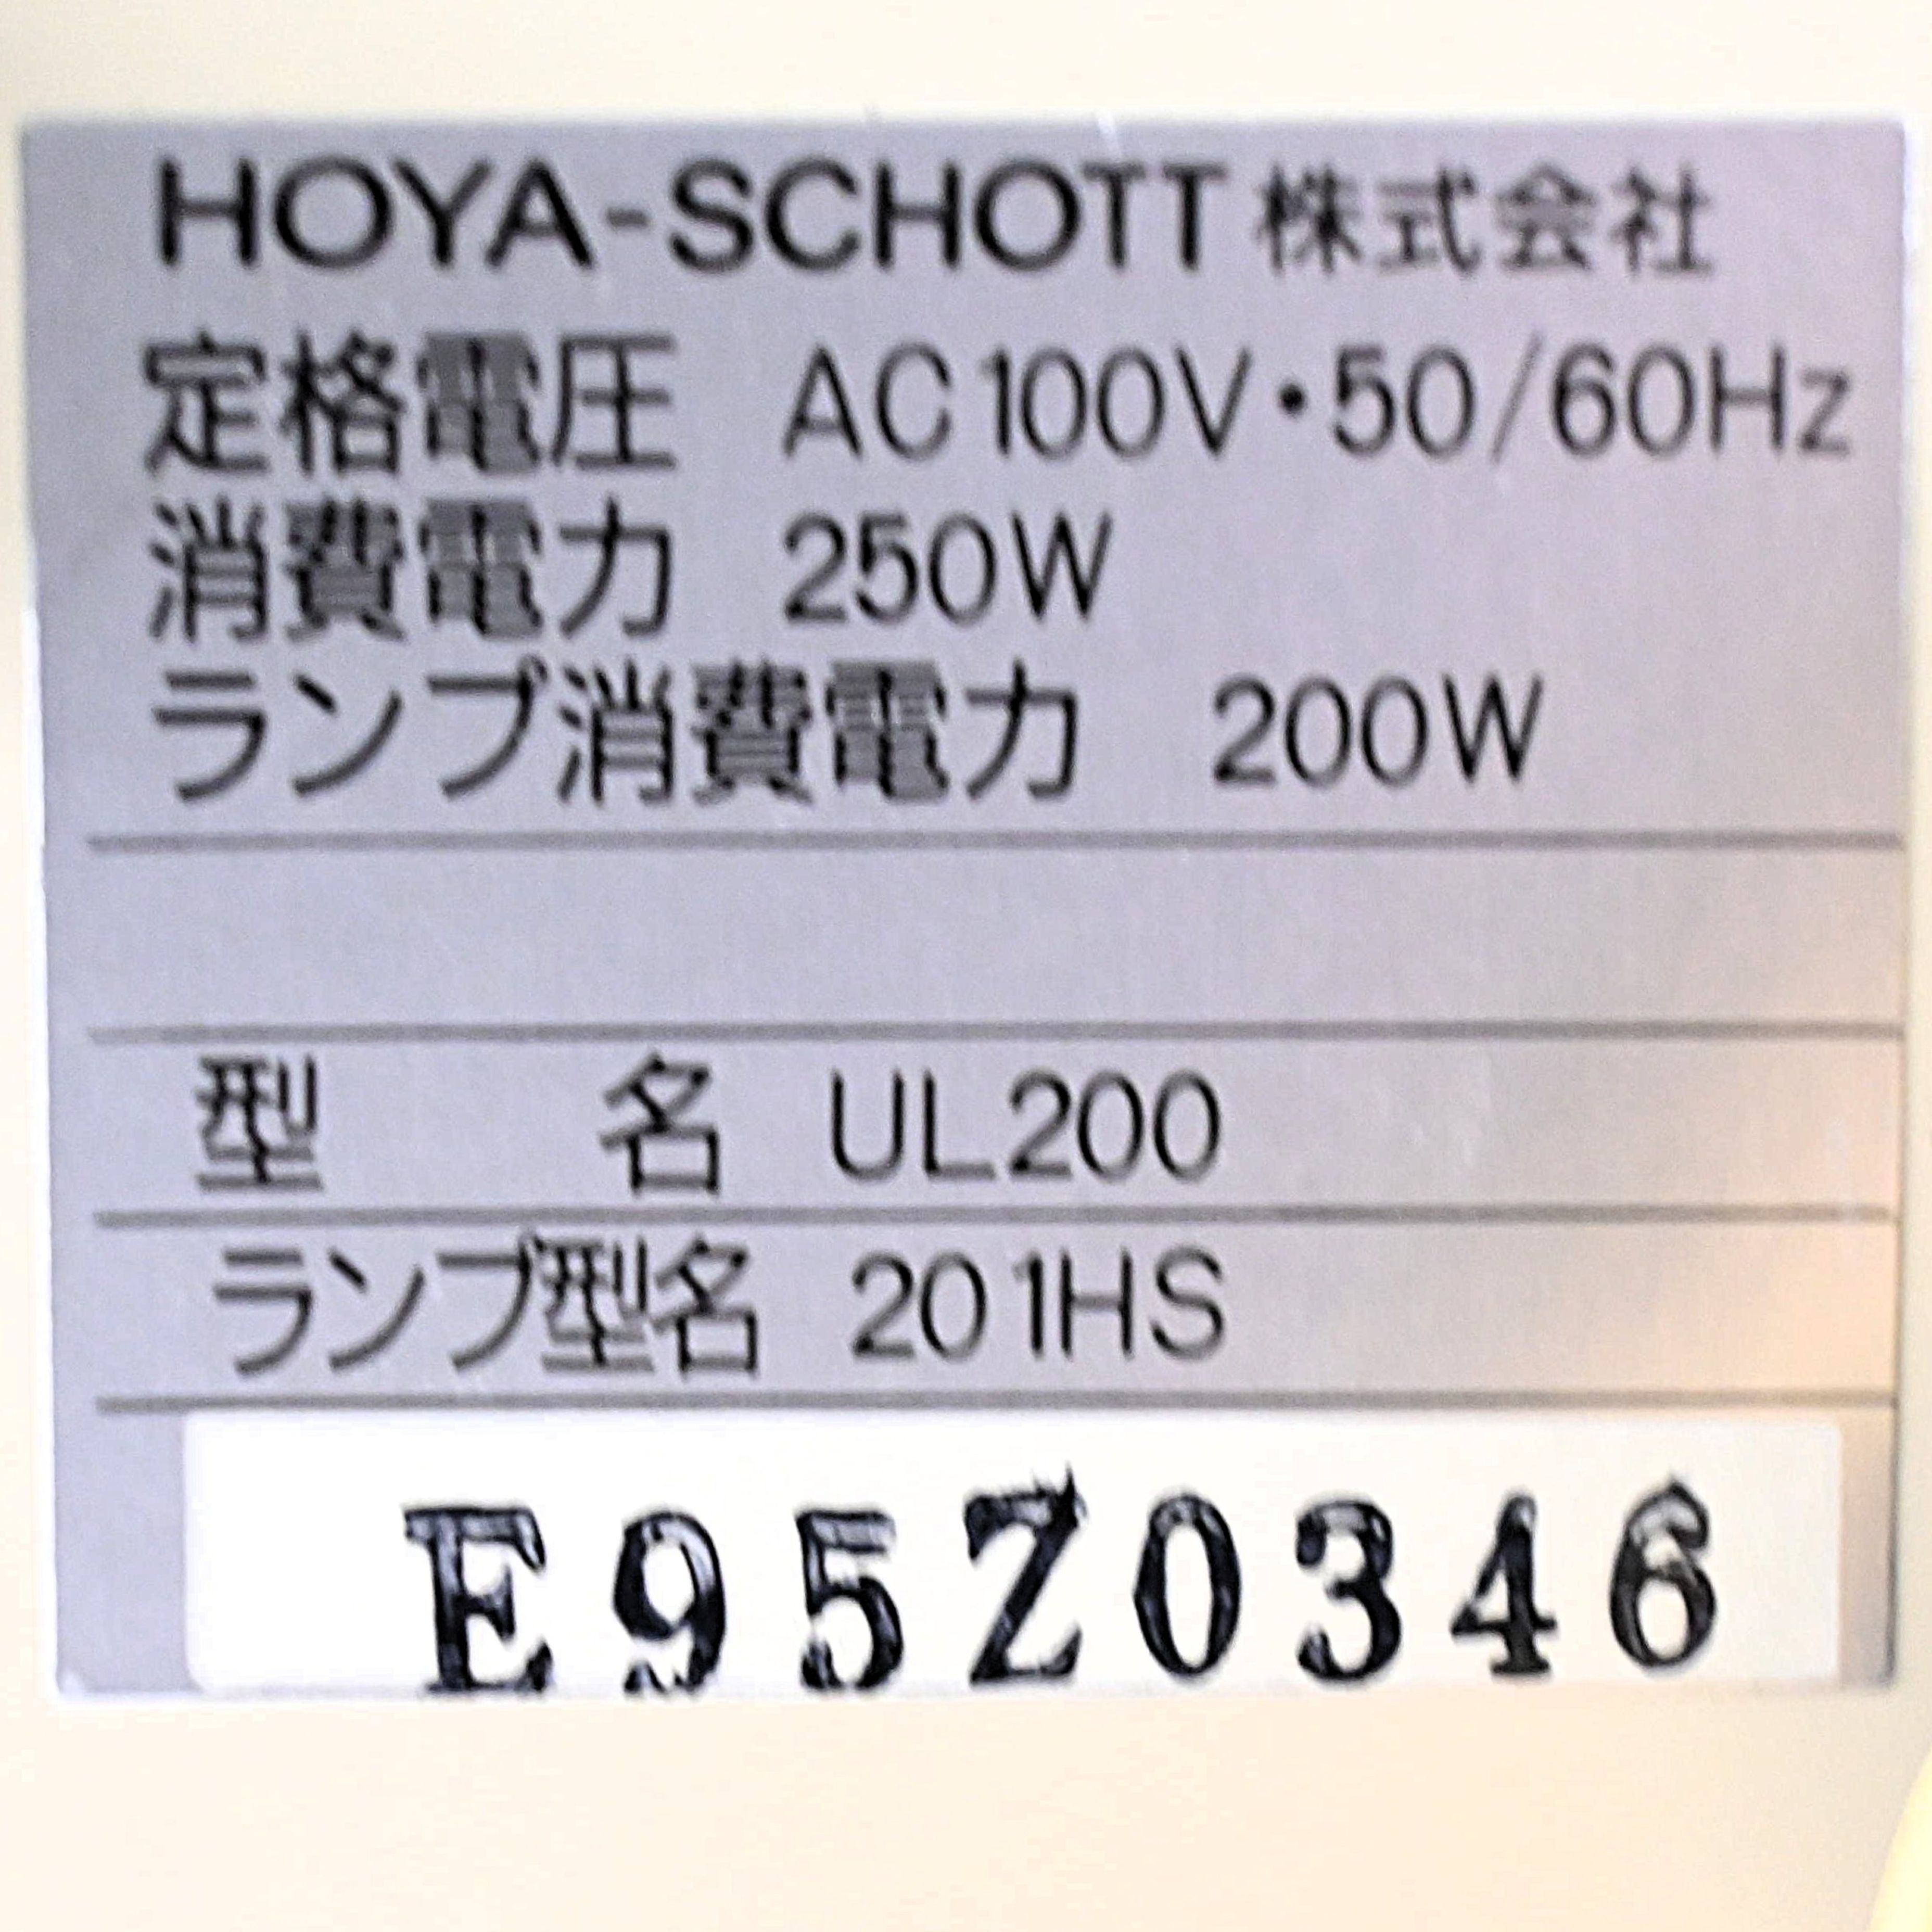 HOYA-SCHOTT 株式会社
定格電圧 AC100V・50/60Hz
消費電力 250W
ランプ消費電力 200W
型 名 UL200
ランプ型名 201HS
E95Z0346